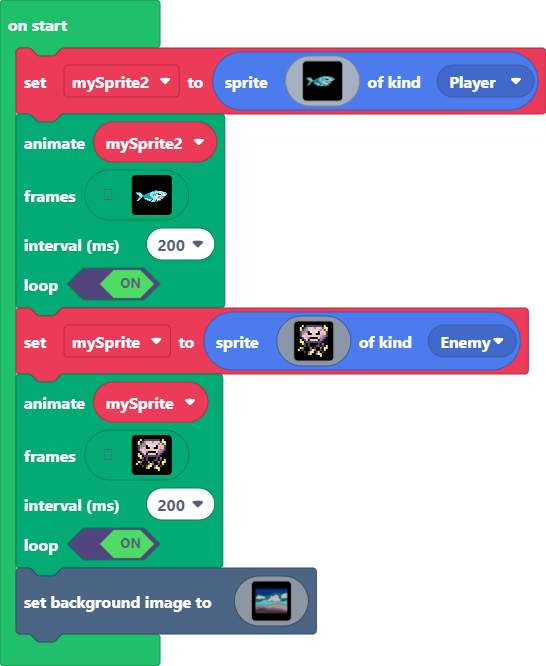 on start
set mySprite2 to sprite of kind Player
animate mySprite2
frames
interval (ms) 200
loop ON
set mySprite to sprite of kind Enemy
animate mySprite
frames
interval (ms) 200
loop ON
set background image to